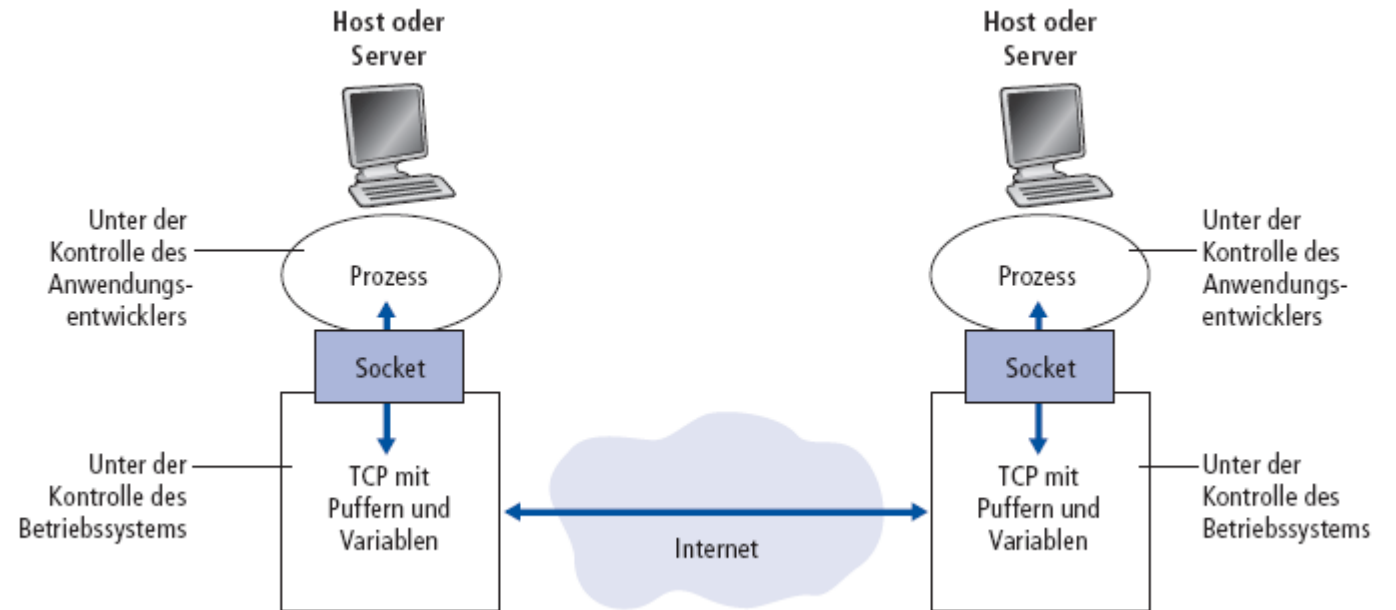 Host oder
Server
Unter der
Kontrolle des
Anwendungs-
entwicklers
Prozess
Socket
Unter der
Kontrolle des
Betriebssystems
TCP mit
Puffern und
Variablen
Internet
Host oder
Server
Prozess
Unter der
Kontrolle des
Anwendungs-
entwicklers
Socket
TCP mit
Puffern und
Variablen
Unter der
Kontrolle des
Betriebssystems